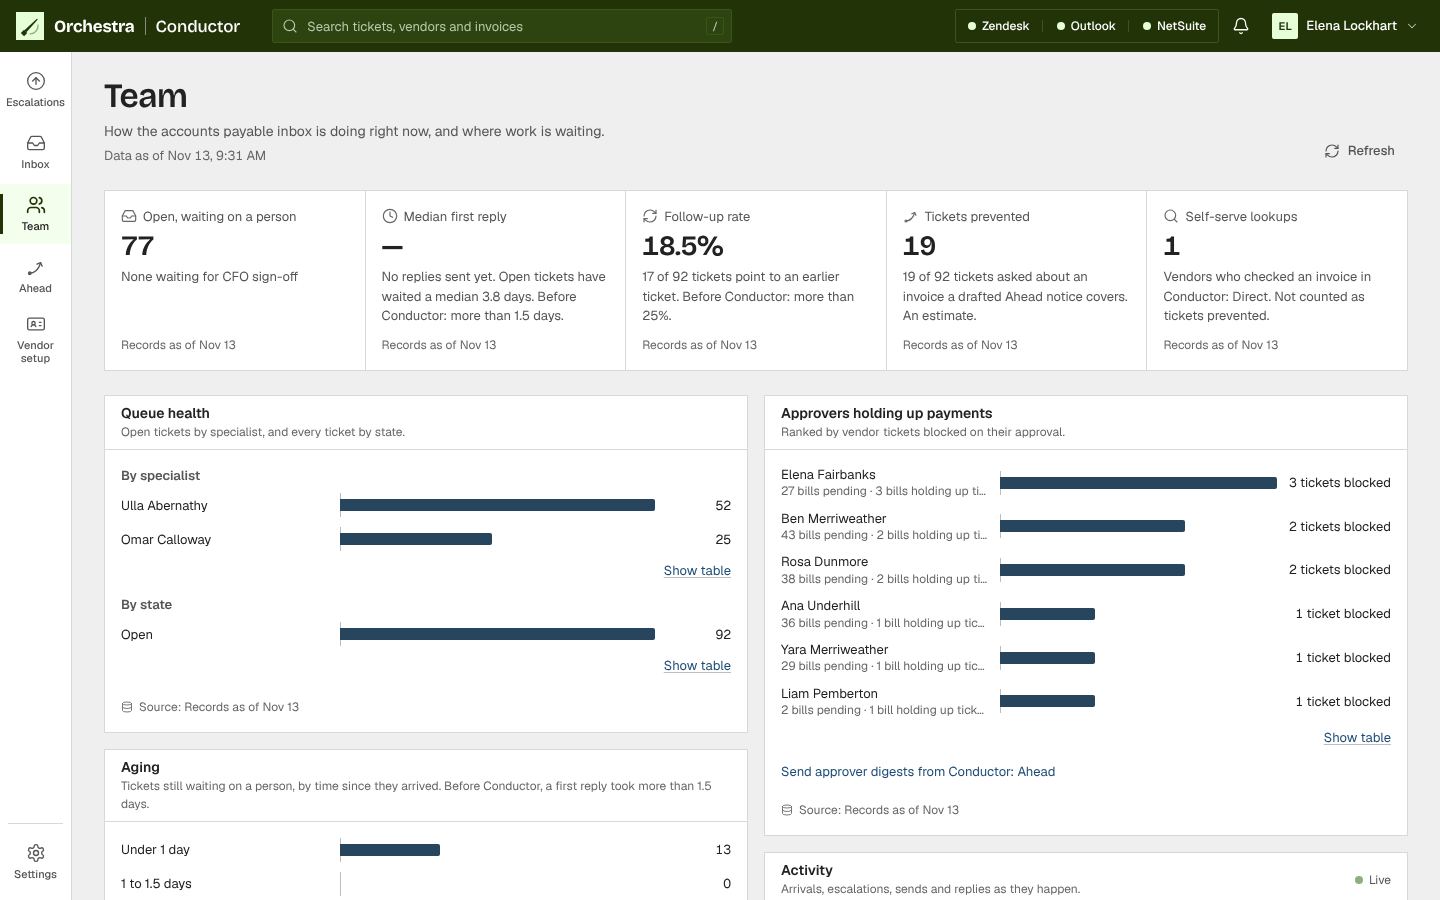 Orchestra | Conductor
Search tickets, vendors and invoices
/
Zendesk
Outlook
NetSuite
EL
Elena Lockhart
Escalations
Inbox
Team
Ahead
Vendor
setup
Settings
Team
How the accounts payable inbox is doing right now, and where work is waiting.
Data as of Nov 13, 9:31 AM
Refresh
Open, waiting on a person
77
None waiting for CFO sign-off
Records as of Nov 13
Median first reply
—
No replies sent yet. Open tickets have
waited a median 3.8 days. Before
Conductor: more than 1.5 days.
Records as of Nov 13
Follow-up rate
18.5%
17 of 92 tickets point to an earlier
ticket. Before Conductor: more than
25%.
Records as of Nov 13
Tickets prevented
19
19 of 92 tickets asked about an
invoice a drafted Ahead notice covers.
An estimate.
Records as of Nov 13
Self-serve lookups
1
Vendors who checked an invoice in
Conductor: Direct. Not counted as
tickets prevented.
Records as of Nov 13
Queue health
Open tickets by specialist, and every ticket by state.
By specialist
Ulla Abernathy 52
Omar Calloway 25
Show table
By state
Open 92
Show table
Source: Records as of Nov 13
Aging
Tickets still waiting on a person, by time since they arrived. Before Conductor, a first reply took more than 1.5
days.
Under 1 day 13
1 to 1.5 days 0
Approvers holding up payments
Ranked by vendor tickets blocked on their approval.
Elena Fairbanks
27 bills pending · 3 bills holding up ti…
3 tickets blocked
Ben Merriweather
43 bills pending · 2 bills holding up ti…
2 tickets blocked
Rosa Dunmore
38 bills pending · 2 bills holding up ti…
2 tickets blocked
Ana Underhill
36 bills pending · 1 bill holding up tic…
1 ticket blocked
Yara Merriweather
29 bills pending · 1 bill holding up tic…
1 ticket blocked
Liam Pemberton
2 bills pending · 1 bill holding up tick…
1 ticket blocked
Show table
Send approver digests from Conductor: Ahead
Source: Records as of Nov 13
Activity
Arrivals, escalations, sends and replies as they happen.
Live